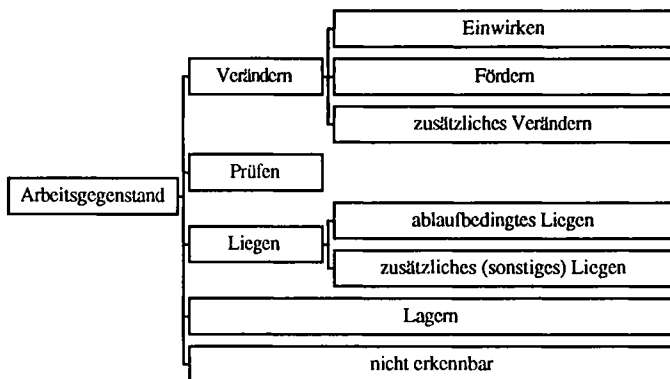 Einwirken
Verändern
Fördern
zusätzliches Verändern
Prüfen
Arbeitsgegenstand
ablaufbedingtes Liegen
Liegen
zusätzliches (sonstiges) Liegen
Lagern
nicht erkennbar